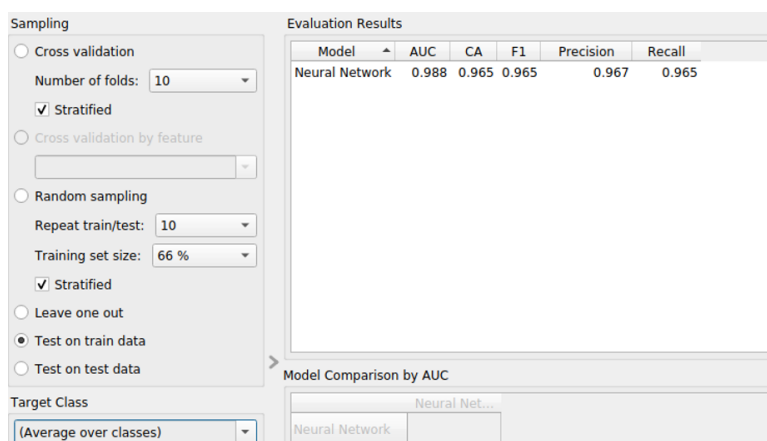 Sampling
Cross validation
Number of folds: 10
Stratified
Cross validation by feature
Random sampling
Repeat train/test: 10
Training set size: 66 %
Stratified
Leave one out
Test on train data
Test on test data
Target Class
(Average over classes)
Evaluation Results
Model AUC CA F1 Precision Recall
Neural Network 0.988 0.965 0.965 0.967 0.965
Model Comparison by AUC
Neural Net...
Neural Network